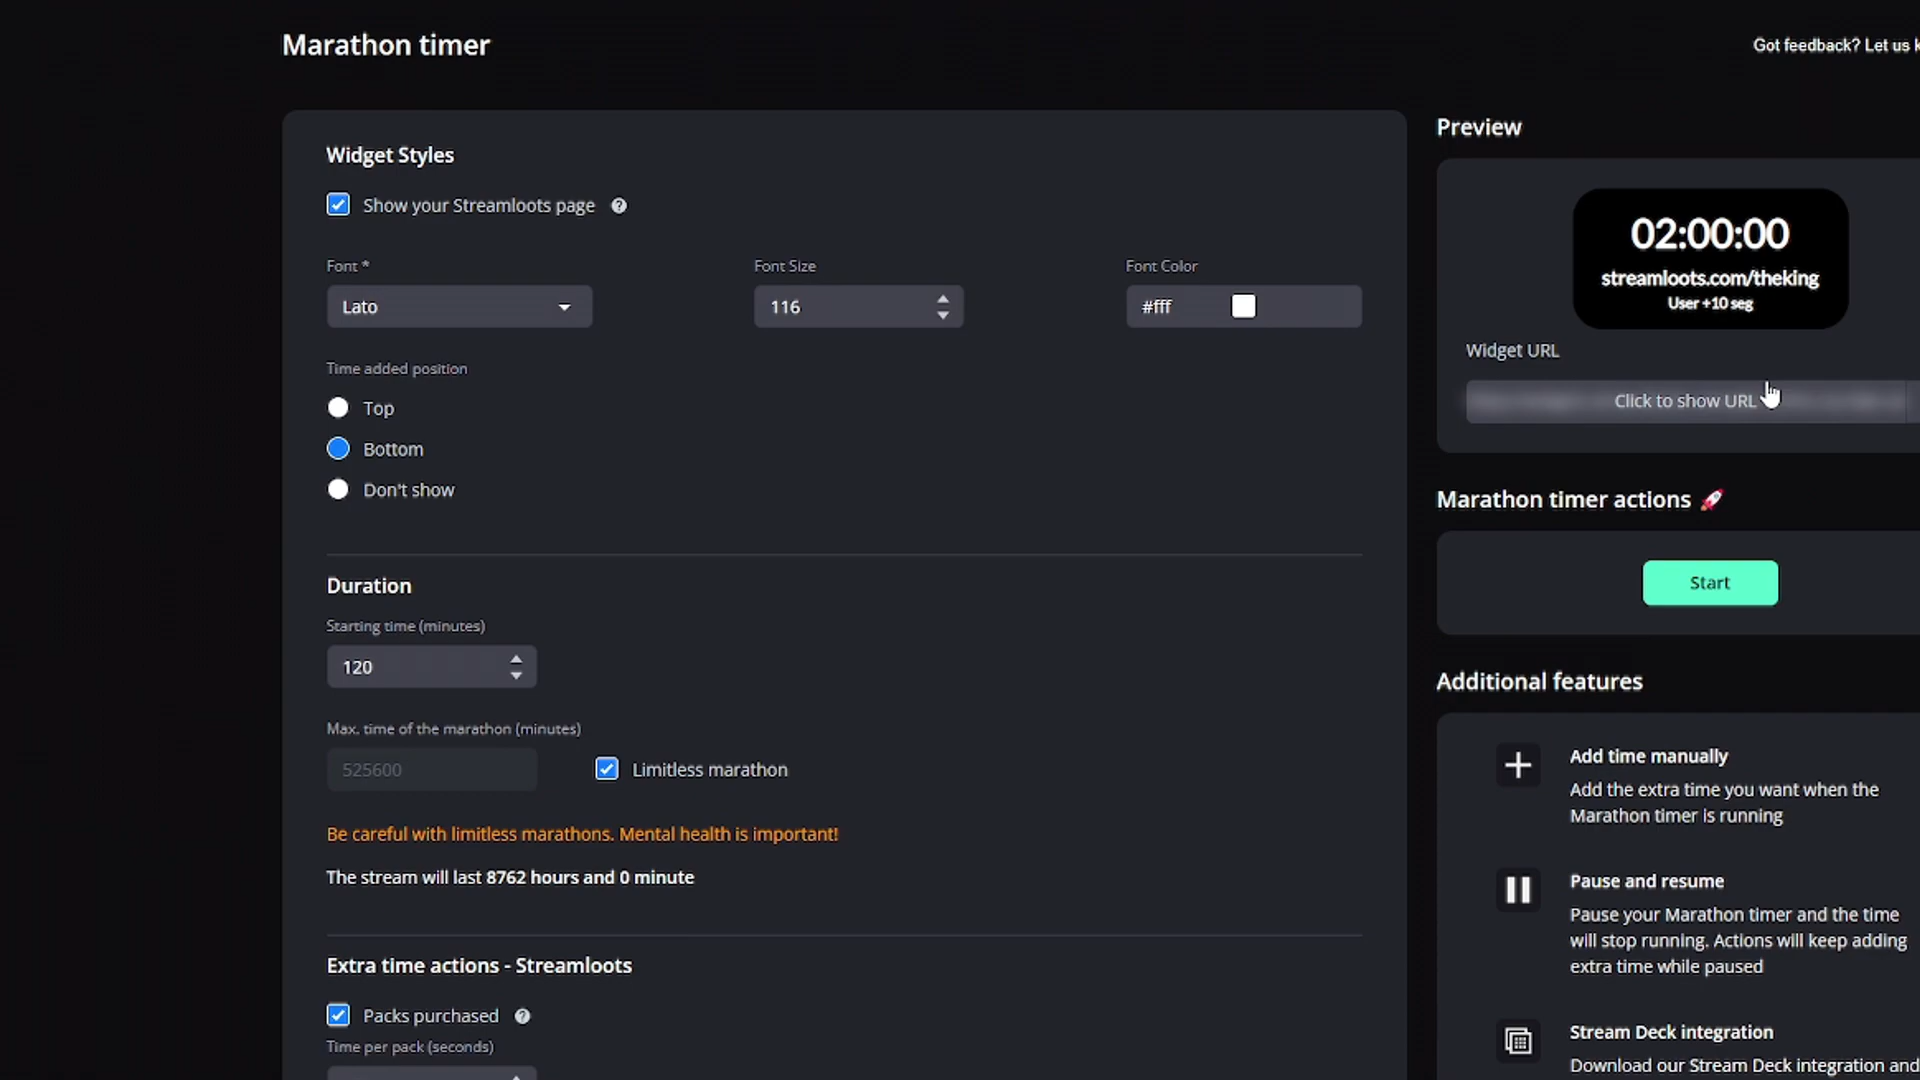 Marathon timer
Got feedback? Let us k
Widget Styles
Show your Streamloots page
Font *
Font Size
Font Color
Lato
116
#fff
Time added position
Top
Bottom
Don't show
Duration
Starting time (minutes)
120
Max. time of the marathon (minutes)
525600
Limitless marathon
Be careful with limitless marathons. Mental health is important!
The stream will last 8762 hours and 0 minute
Extra time actions - Streamloots
Packs purchased
Time per pack (seconds)
Preview
02:00:00
streamloots.com/theking
User +10 seg
Widget URL
Click to show URL
Marathon timer actions 🚀
Start
Additional features
Add time manually
Add the extra time you want when the
Marathon timer is running
Pause and resume
Pause your Marathon timer and the time
will stop running. Actions will keep adding
extra time while paused
Stream Deck integration
Download our Stream Deck integration and